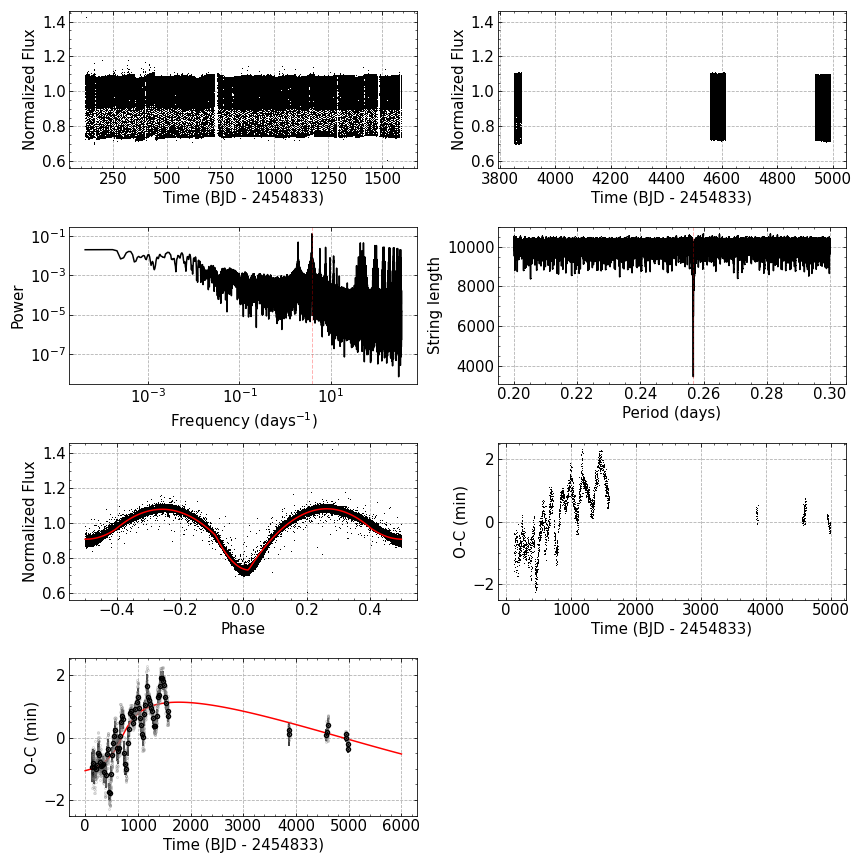 1.4
1.2
1.0
0.8
0.6
Normalized Flux
250 500 750 1000 1250 1500
Time (BJD - 2454833)
1.4
1.2
1.0
0.8
0.6
Normalized Flux
3800 4000 4200 4400 4600 4800 5000
Time (BJD - 2454833)
10⁻¹
10⁻³
10⁻⁵
10⁻⁷
Power
10⁻³ 10⁻¹ 10¹
Frequency (days⁻¹)
10000
8000
6000
4000
String length
0.20 0.22 0.24 0.26 0.28 0.30
Period (days)
1.4
1.2
1.0
0.8
0.6
Normalized Flux
−0.4 −0.2 0.0 0.2 0.4
Phase
2
0
−2
O-C (min)
0 1000 2000 3000 4000 5000
Time (BJD - 2454833)
2
0
−2
O-C (min)
0 1000 2000 3000 4000 5000 6000
Time (BJD - 2454833)